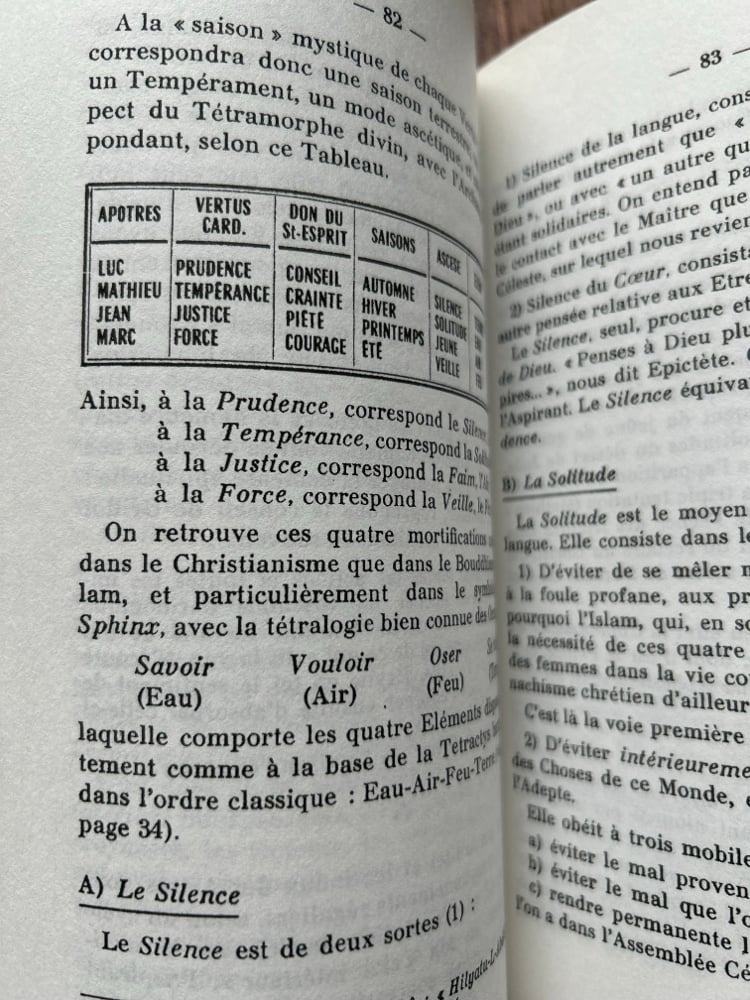 — 82 —
A la « saison » mystique de chaque
correspondra donc une saison terrestre,
un Tempérament, un mode ascétique,
pect du Tétramorphe divin, avec
pondant, selon ce Tableau.
APOTRES VERTUS CARD. DON DU St-ESPRIT SAISONS ASCESE
LUC PRUDENCE CONSEIL AUTOMNE SILENCE
MATHIEU TEMPÉRANCE CRAINTE HIVER SOLITUDE
JEAN JUSTICE PIÉTÉ PRINTEMPS JEUNE
MARC FORCE COURAGE ÉTÉ VEILLE
Ainsi, à la Prudence, correspond le
à la Tempérance, correspond la
à la Justice, correspond la Faim,
à la Force, correspond la Veille, le
On retrouve ces quatre mortifications
dans le Christianisme que dans le
lam, et particulièrement dans le
Sphinx, avec la tétralogie bien connue des
Savoir Vouloir Oser
(Eau) (Air) (Feu)
laquelle comporte les quatre Eléments
tement comme à la base de la Tetractys
dans l'ordre classique : Eau-Air-Feu-Terre
page 34).
A) Le Silence
Le Silence est de deux sortes (1) :
— 83 —
1) Silence de la langue,
de parler autrement que «
Dieu », ou avec « un autre
étant solidaires. On entend
le contact avec le Maître que
Céleste, sur lequel nous
2) Silence du Cœur,
autre pensée relative aux
Le Silence, seul, procure et
de Dieu. « Penses à Dieu
pires... », nous dit Epictète.
l'Aspirant. Le Silence
dence.
B) La Solitude
La Solitude est le moyen
langue. Elle consiste dans
1) D'éviter de se mêler
à la foule profane, aux
pourquoi l'Islam, qui, en
la nécessité de ces quatre
des femmes dans la vie
nachisme chrétien
C'est là la voie première
2) D'éviter
des Choses de ce Monde,
l'Adepte.
Elle obéit à trois
a) éviter le mal
b) éviter le mal que
c) rendre permanente
l'on a dans l'Assemblée